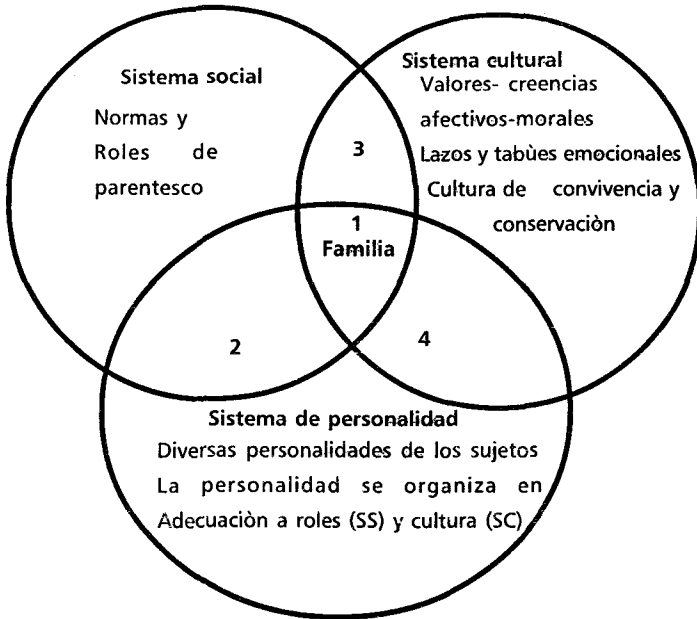 Sistema social
Normas y
Roles de
parentesco
Sistema cultural
Valores- creencias
afectivos-morales
Lazos y tabùes emocionales
Cultura de convivencia y
conservaciòn
3
1
Familia
2
4
Sistema de personalidad
Diversas personalidades de los sujetos
La personalidad se organiza en
Adecuaciòn a roles (SS) y cultura (SC)